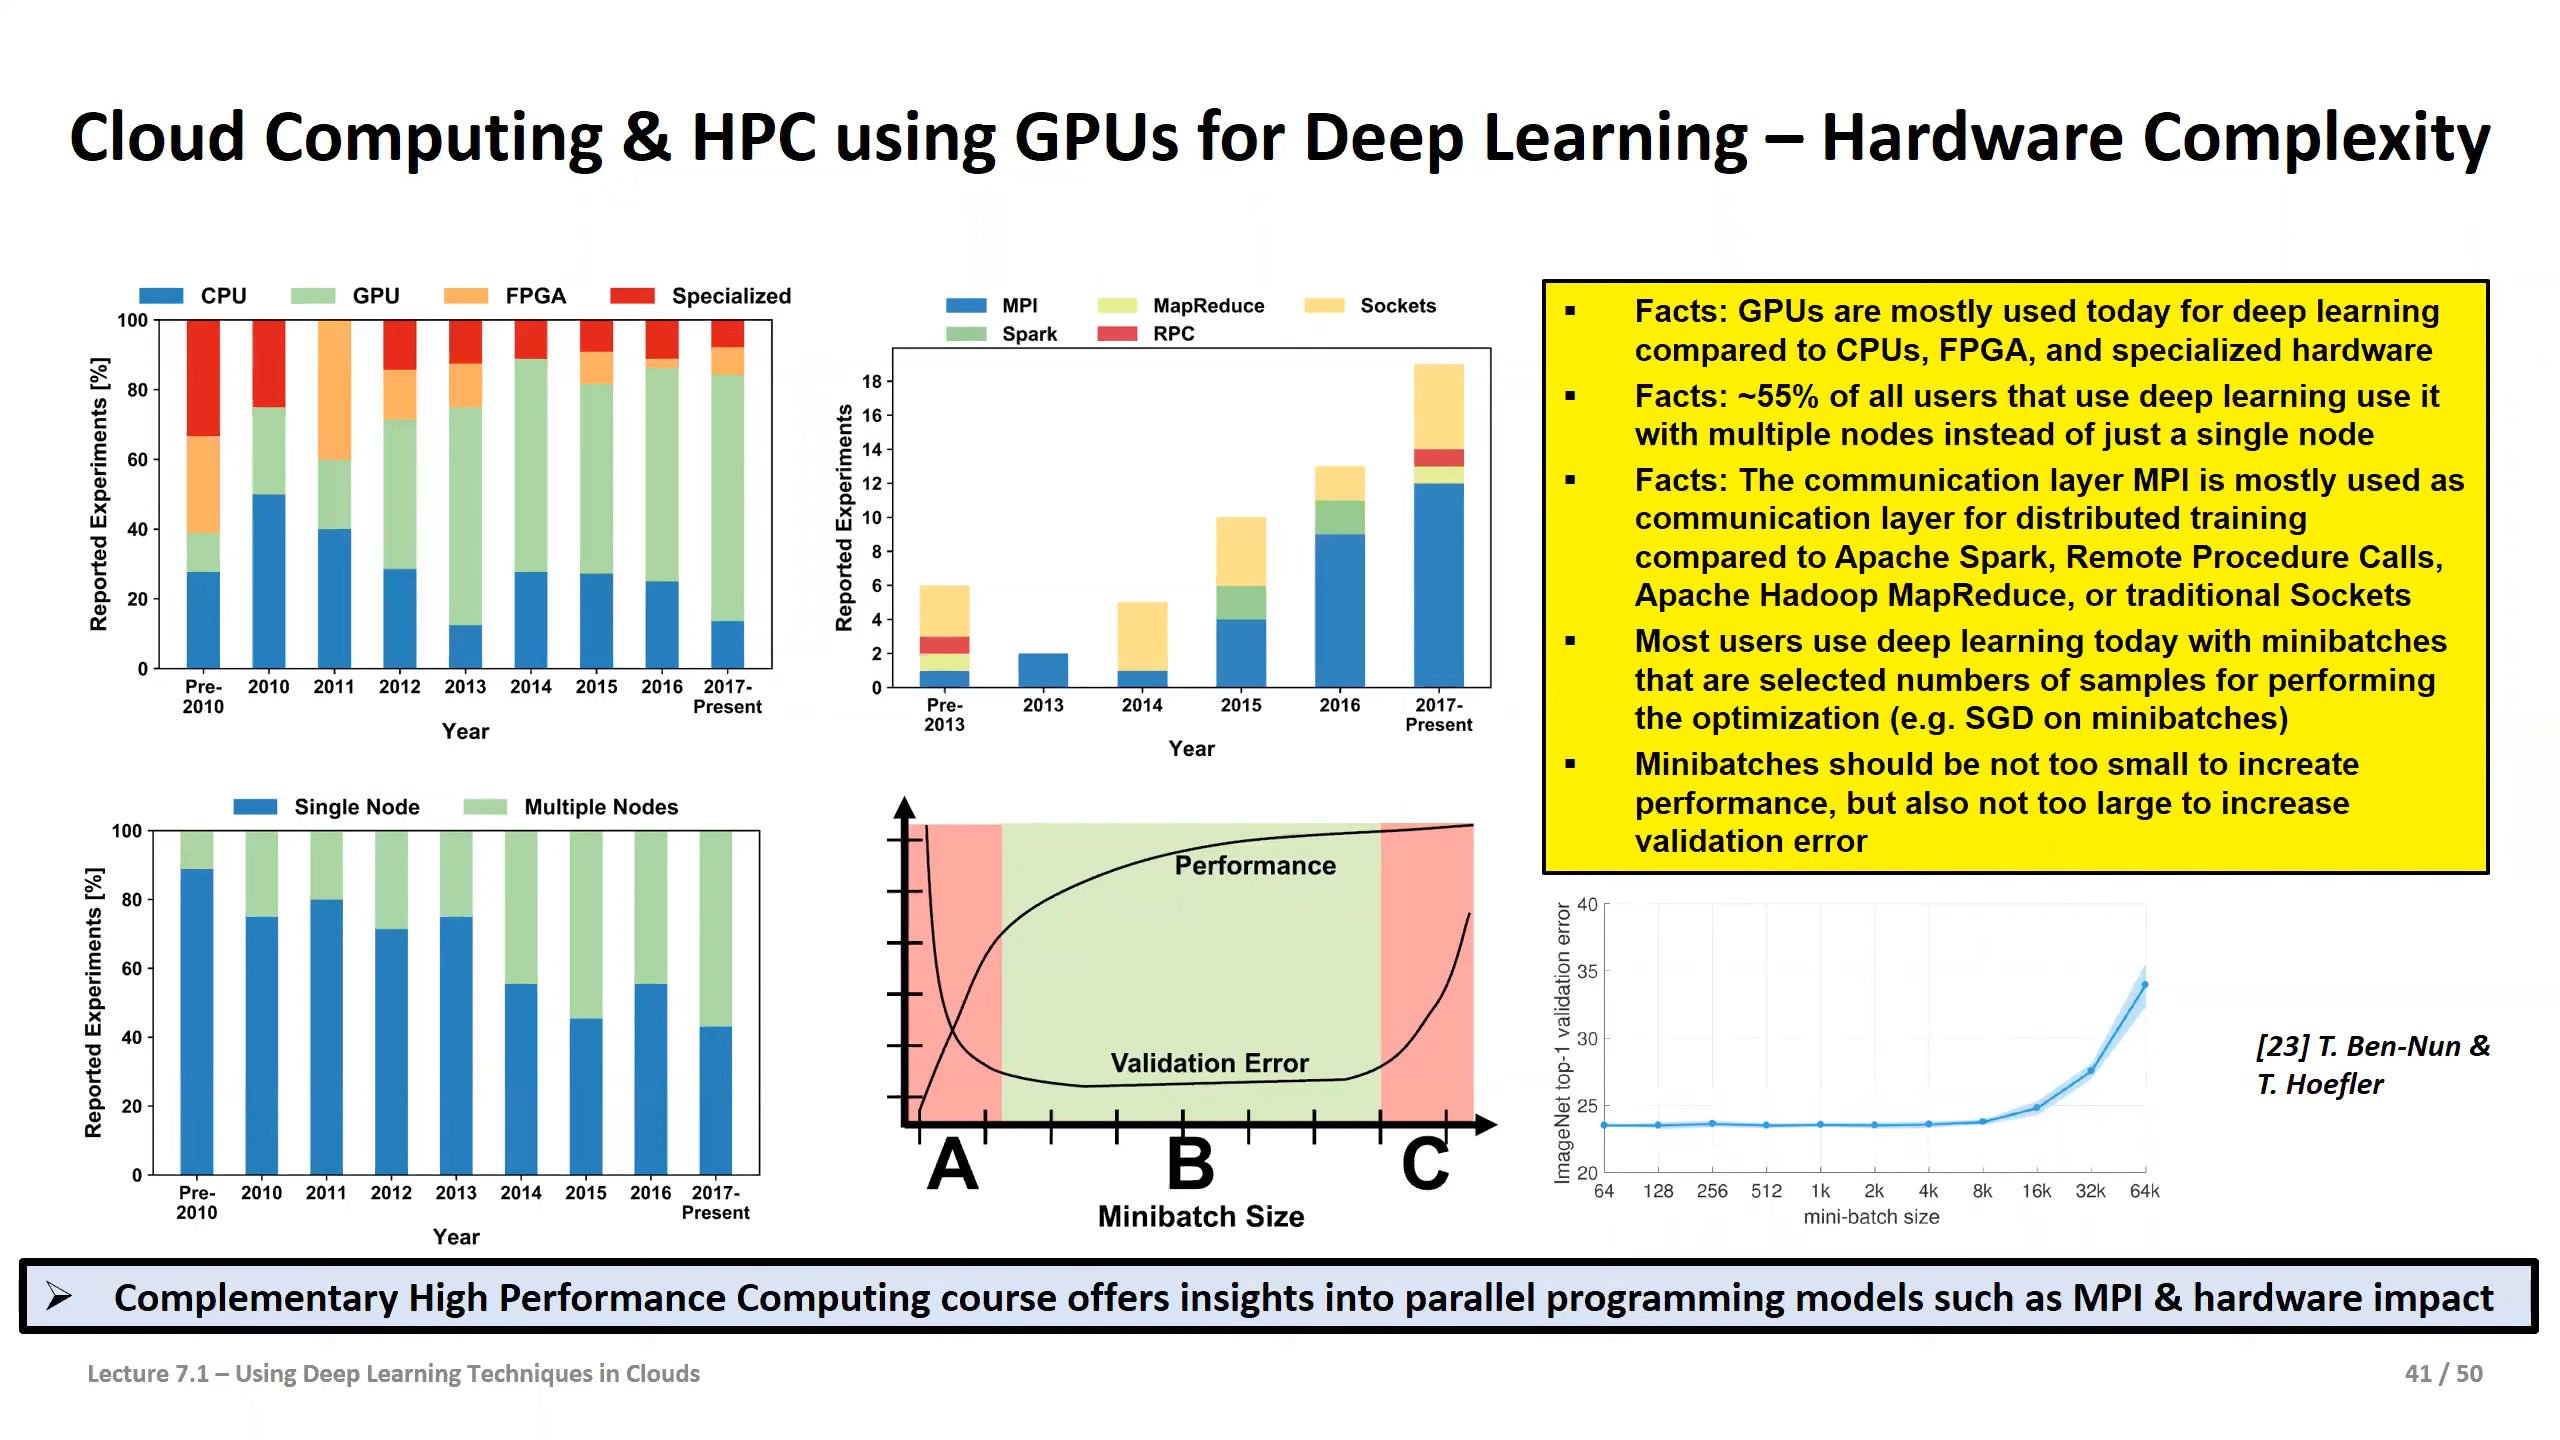 Cloud Computing & HPC using GPUs for Deep Learning – Hardware Complexity
CPU GPU FPGA Specialized
Reported Experiments [%]
100
80
60
40
20
0
Pre-2010 2010 2011 2012 2013 2014 2015 2016 2017-Present
Year
MPI MapReduce Sockets
Spark RPC
Reported Experiments
18
16
14
12
10
8
6
4
2
0
Pre-2013 2013 2014 2015 2016 2017-Present
Year
▪ Facts: GPUs are mostly used today for deep learning
compared to CPUs, FPGA, and specialized hardware
▪ Facts: ~55% of all users that use deep learning use it
with multiple nodes instead of just a single node
▪ Facts: The communication layer MPI is mostly used as
communication layer for distributed training
compared to Apache Spark, Remote Procedure Calls,
Apache Hadoop MapReduce, or traditional Sockets
▪ Most users use deep learning today with minibatches
that are selected numbers of samples for performing
the optimization (e.g. SGD on minibatches)
▪ Minibatches should be not too small to increate
performance, but also not too large to increase
validation error
Single Node Multiple Nodes
Reported Experiments [%]
100
80
60
40
20
0
Pre-2010 2010 2011 2012 2013 2014 2015 2016 2017-Present
Year
Performance
Validation Error
A B C
Minibatch Size
ImageNet top-1 validation error
40
35
30
25
20
64 128 256 512 1k 2k 4k 8k 16k 32k 64k
mini-batch size
[23] T. Ben-Nun &
T. Hoefler
➢ Complementary High Performance Computing course offers insights into parallel programming models such as MPI & hardware impact
Lecture 7.1 – Using Deep Learning Techniques in Clouds
41 / 50